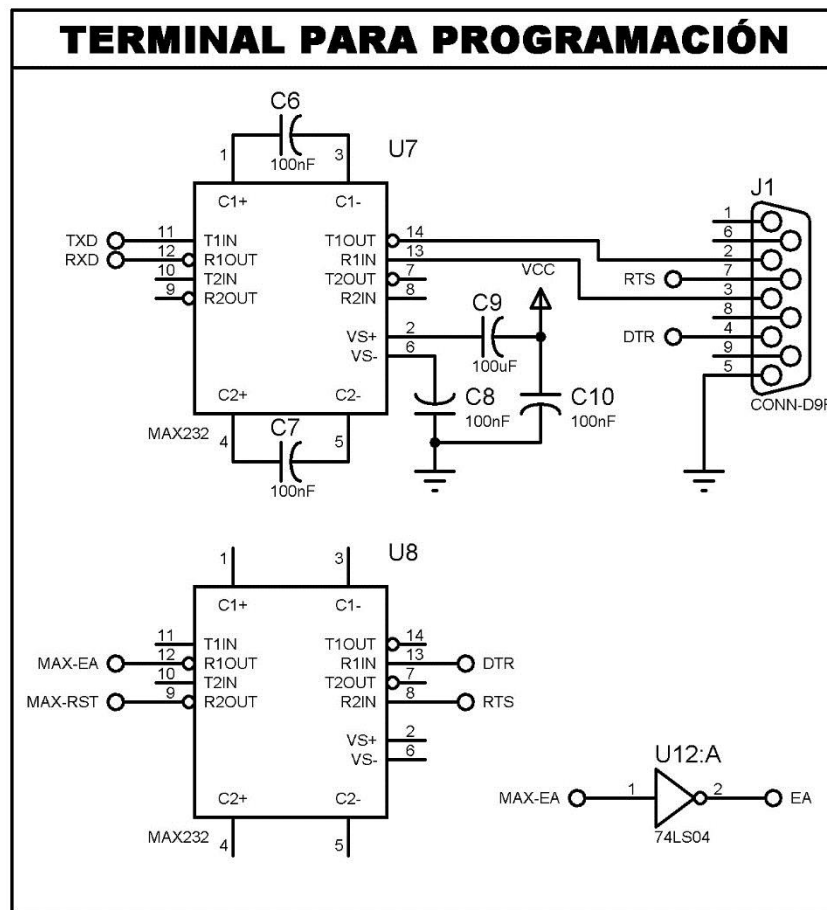 TERMINAL PARA PROGRAMACIÓN
C6
1 3
100nF
U7
C1+ C1-
TXD 11 T1IN T1OUT 14
RXD 12 R1OUT R1IN 13
10 T2IN T2OUT 7
9 R2OUT R2IN 8
VS+ 2
VS- 6
C2+ C2-
MAX232
4 5
C7
100nF
C9
100uF
VCC
C8
100nF
C10
100nF
J1
1
6
2
RTS 7
3
8
DTR 4
9
5
CONN-D9F
U8
1 3
C1+ C1-
11 T1IN T1OUT 14
MAX-EA 12 R1OUT R1IN 13 DTR
10 T2IN T2OUT 7
MAX-RST 9 R2OUT R2IN 8 RTS
VS+ 2
VS- 6
C2+ C2-
MAX232
4 5
U12:A
MAX-EA 1 2 EA
74LS04